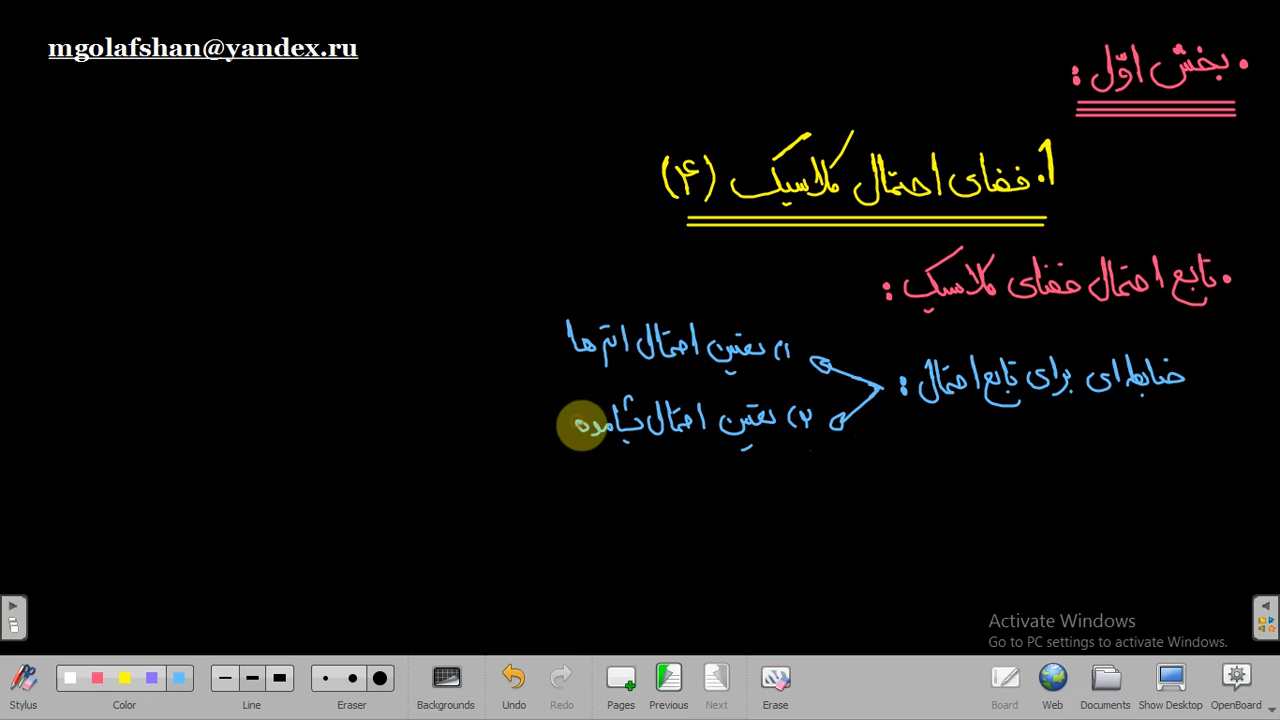 mgolafshan@yandex.ru
• بخش اوّل :
۱. فضای احتمال کلاسیک (۴)
• تابع احتمال فضای کلاسیک :
ضابطه ای برای تابع احتمال :
۱) تعیین احتمال اتم ها
۲) تعیین احتمال پیشآمده
Activate Windows
Go to PC settings to activate Windows.
Stylus Color Line Eraser Backgrounds Undo Redo Pages Previous Next Erase Board Web Documents Show Desktop OpenBoard